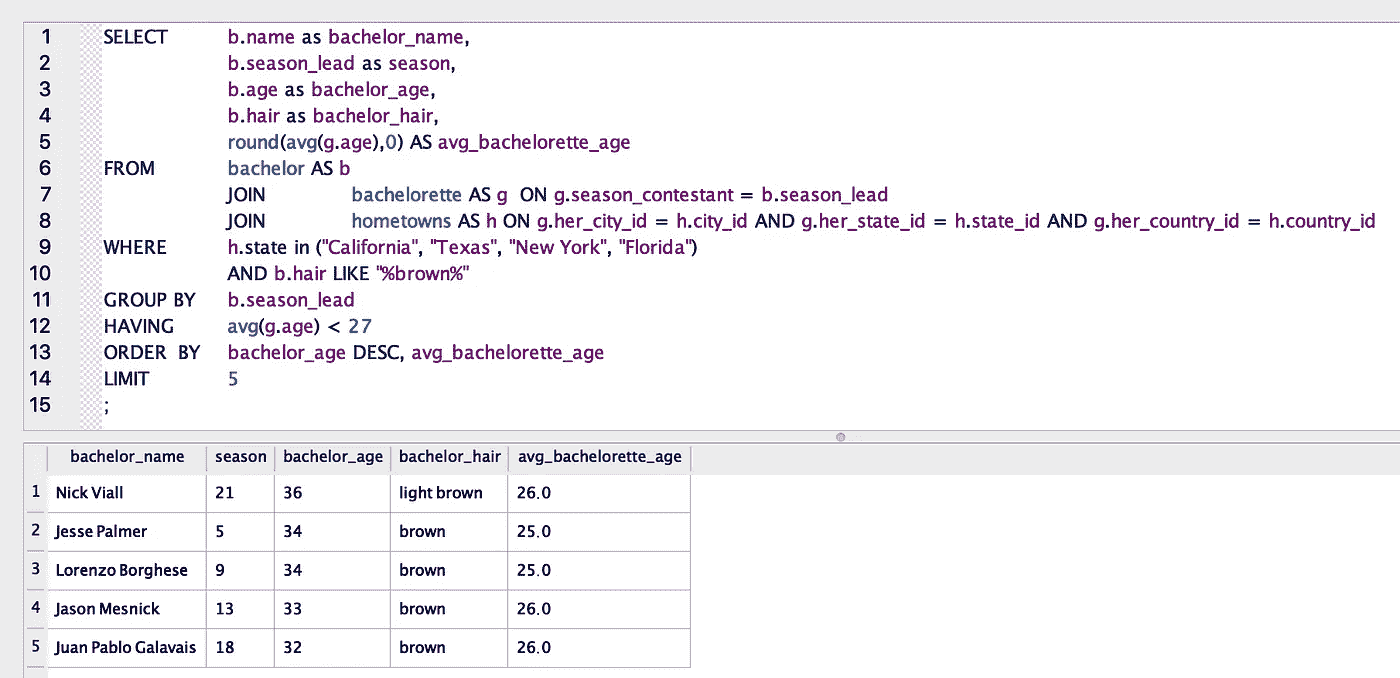 1 SELECT b.name as bachelor_name,
2 b.season_lead as season,
3 b.age as bachelor_age,
4 b.hair as bachelor_hair,
5 round(avg(g.age),0) AS avg_bachelorette_age
6 FROM bachelor AS b
7 JOIN bachelorette AS g ON g.season_contestant = b.season_lead
8 JOIN hometowns AS h ON g.her_city_id = h.city_id AND g.her_state_id = h.state_id AND g.her_country_id = h.country_id
9 WHERE h.state in ("California", "Texas", "New York", "Florida")
10 AND b.hair LIKE "%brown%"
11 GROUP BY b.season_lead
12 HAVING avg(g.age) < 27
13 ORDER BY bachelor_age DESC, avg_bachelorette_age
14 LIMIT 5
15 ;
bachelor_name season bachelor_age bachelor_hair avg_bachelorette_age
1 Nick Viall 21 36 light brown 26.0
2 Jesse Palmer 5 34 brown 25.0
3 Lorenzo Borghese 9 34 brown 25.0
4 Jason Mesnick 13 33 brown 26.0
5 Juan Pablo Galavais 18 32 brown 26.0